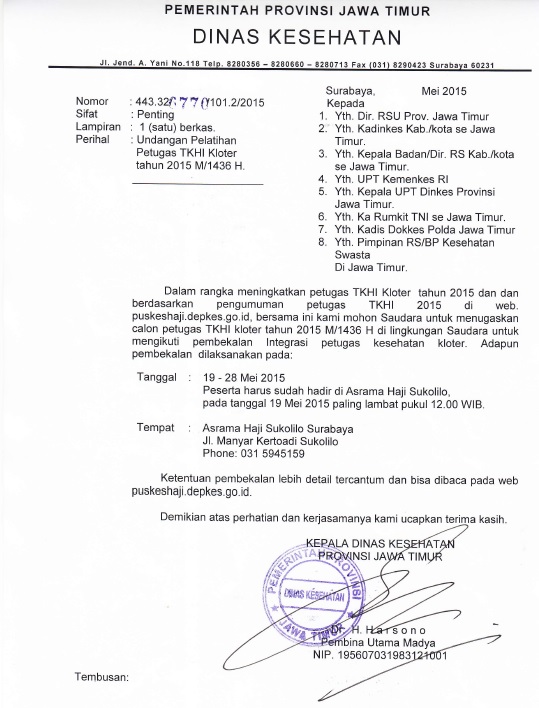 PEMERINTAH PROVINSI JAWA TIMUR
DINAS KESEHATAN
Jl. Jend. A. Yani No.118 Telp. 8280356 – 8280660 – 8280713 Fax (031) 8290423 Surabaya 60231
Surabaya, Mei 2015
Kepada
Nomor : 443.326770/101.2/2015
Sifat : Penting
Lampiran : 1 (satu) berkas.
Perihal : Undangan Pelatihan
Petugas TKHI Kloter
tahun 2015 M/1436 H.
1. Yth. Dir. RSU Prov. Jawa Timur
2. Yth. Kadinkes Kab./kota se Jawa
Timur.
3. Yth. Kepala Badan/Dir. RS Kab./kota
se Jawa Timur.
4. Yth. UPT Kemenkes RI
5. Yth. Kepala UPT Dinkes Provinsi
Jawa Timur.
6. Yth. Ka Rumkit TNI se Jawa Timur.
7. Yth. Kadis Dokkes Polda Jawa Timur
8. Yth. Pimpinan RS/BP Kesehatan
Swasta
Di Jawa Timur.
Dalam rangka meningkatkan petugas TKHI Kloter tahun 2015 dan dan
berdasarkan pengumuman petugas TKHI 2015 di web.
puskeshaji.depkes.go.id, bersama ini kami mohon Saudara untuk menugaskan
calon petugas TKHI kloter tahun 2015 M/1436 H di lingkungan Saudara untuk
mengikuti pembekalan Integrasi petugas kesehatan kloter. Adapun
pembekalan dilaksanakan pada:
Tanggal : 19 - 28 Mei 2015
Peserta harus sudah hadir di Asrama Haji Sukolilo,
pada tanggal 19 Mei 2015 paling lambat pukul 12.00 WIB.
Tempat : Asrama Haji Sukolilo Surabaya
Jl. Manyar Kertoadi Sukolilo
Phone: 031 5945159
Ketentuan pembekalan lebih detail tercantum dan bisa dibaca pada web
puskeshaji.depkes.go.id.
Demikian atas perhatian dan kerjasamanya kami ucapkan terima kasih.
KEPALA DINAS KESEHATAN
PROVINSI JAWA TIMUR
PEMERINTAH PROVINSI
DINAS KESEHATAN
JAWA TIMUR
Dr. H. Harsono
Pembina Utama Madya
NIP. 195607031983121001
Tembusan: